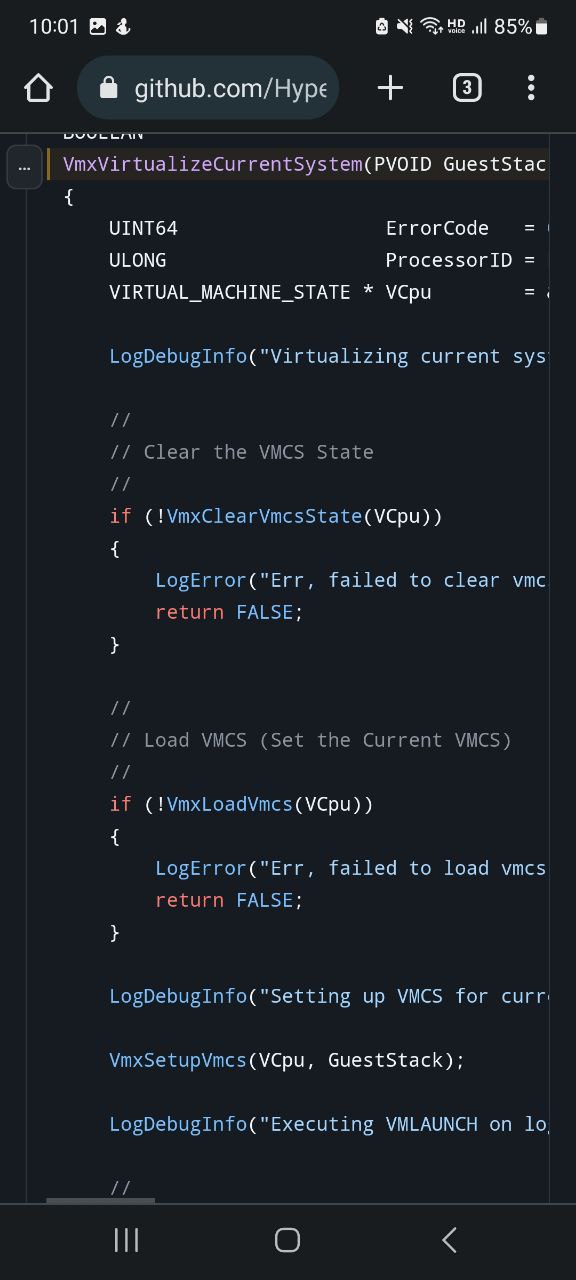 10:01 HD voice 85%
github.com/Hype 3
BOOLEAN
... VmxVirtualizeCurrentSystem(PVOID GuestStac
{
UINT64 ErrorCode =
ULONG ProcessorID =
VIRTUAL_MACHINE_STATE * VCpu =
LogDebugInfo("Virtualizing current sys
//
// Clear the VMCS State
//
if (!VmxClearVmcsState(VCpu))
{
LogError("Err, failed to clear vmc
return FALSE;
}
//
// Load VMCS (Set the Current VMCS)
//
if (!VmxLoadVmcs(VCpu))
{
LogError("Err, failed to load vmcs
return FALSE;
}
LogDebugInfo("Setting up VMCS for curr
VmxSetupVmcs(VCpu, GuestStack);
LogDebugInfo("Executing VMLAUNCH on lo
//